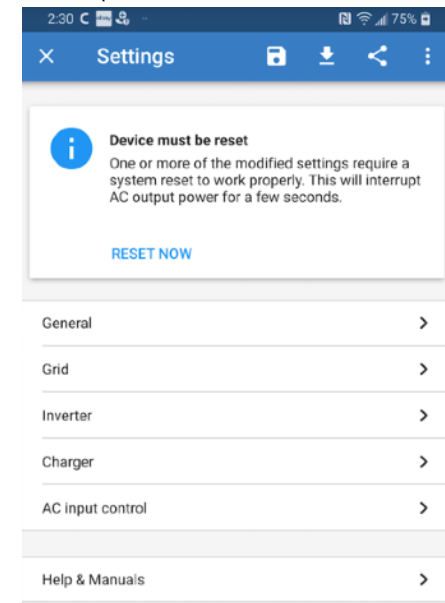 2:30 C 75%
Settings
Device must be reset
One or more of the modified settings require a
system reset to work properly. This will interrupt
AC output power for a few seconds.
RESET NOW
General
Grid
Inverter
Charger
AC input control
Help & Manuals